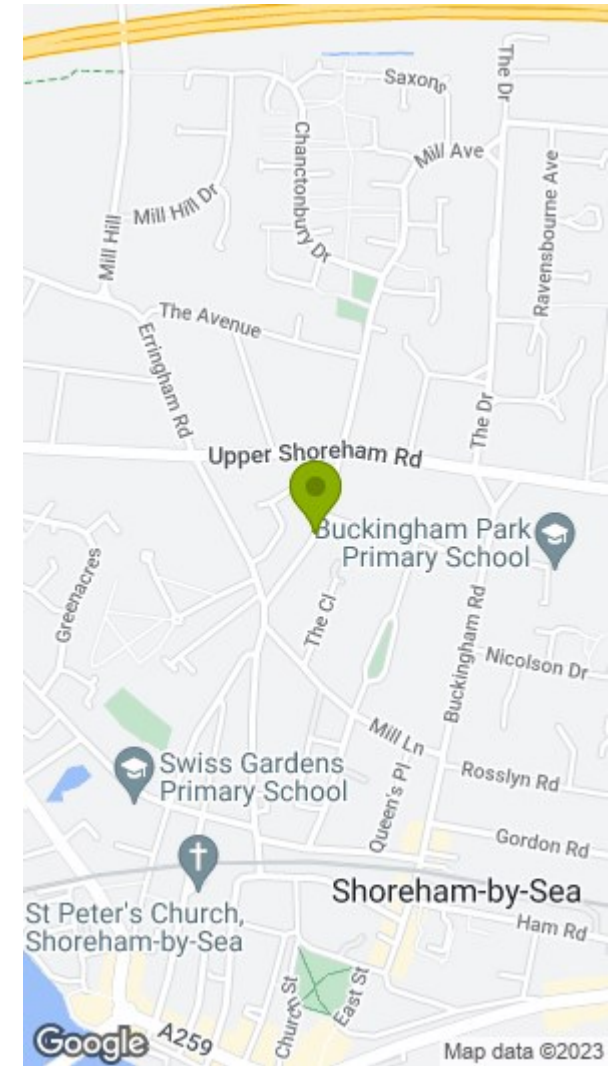 Saxons
The Dr
Mill Ave
Chanctonbury Dr
Ravensbourne Ave
Mill Hill Dr
Mill Hill
The Avenue
Erringham Rd
The Dr
Upper Shoreham Rd
Buckingham Park
Primary School
Greenacres
The Cl
Buckingham Rd
Nicolson Dr
Mill Ln
Swiss Gardens
Primary School
Rosslyn Rd
Queen's Pl
Gordon Rd
Shoreham-by-Sea
St Peter's Church,
Shoreham-by-Sea
Ham Rd
Church St
East St
A259
Google
Map data ©2023